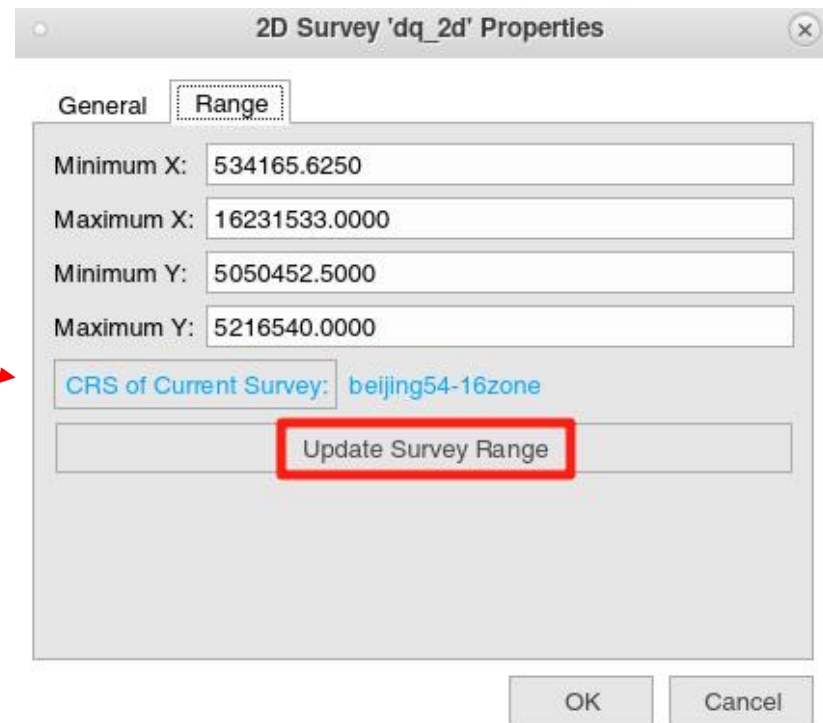 2D Survey 'dq_2d' Properties
General Range
Minimum X: 534165.6250
Maximum X: 16231533.0000
Minimum Y: 5050452.5000
Maximum Y: 5216540.0000
CRS of Current Survey: beijing54-16zone
Update Survey Range
OK Cancel